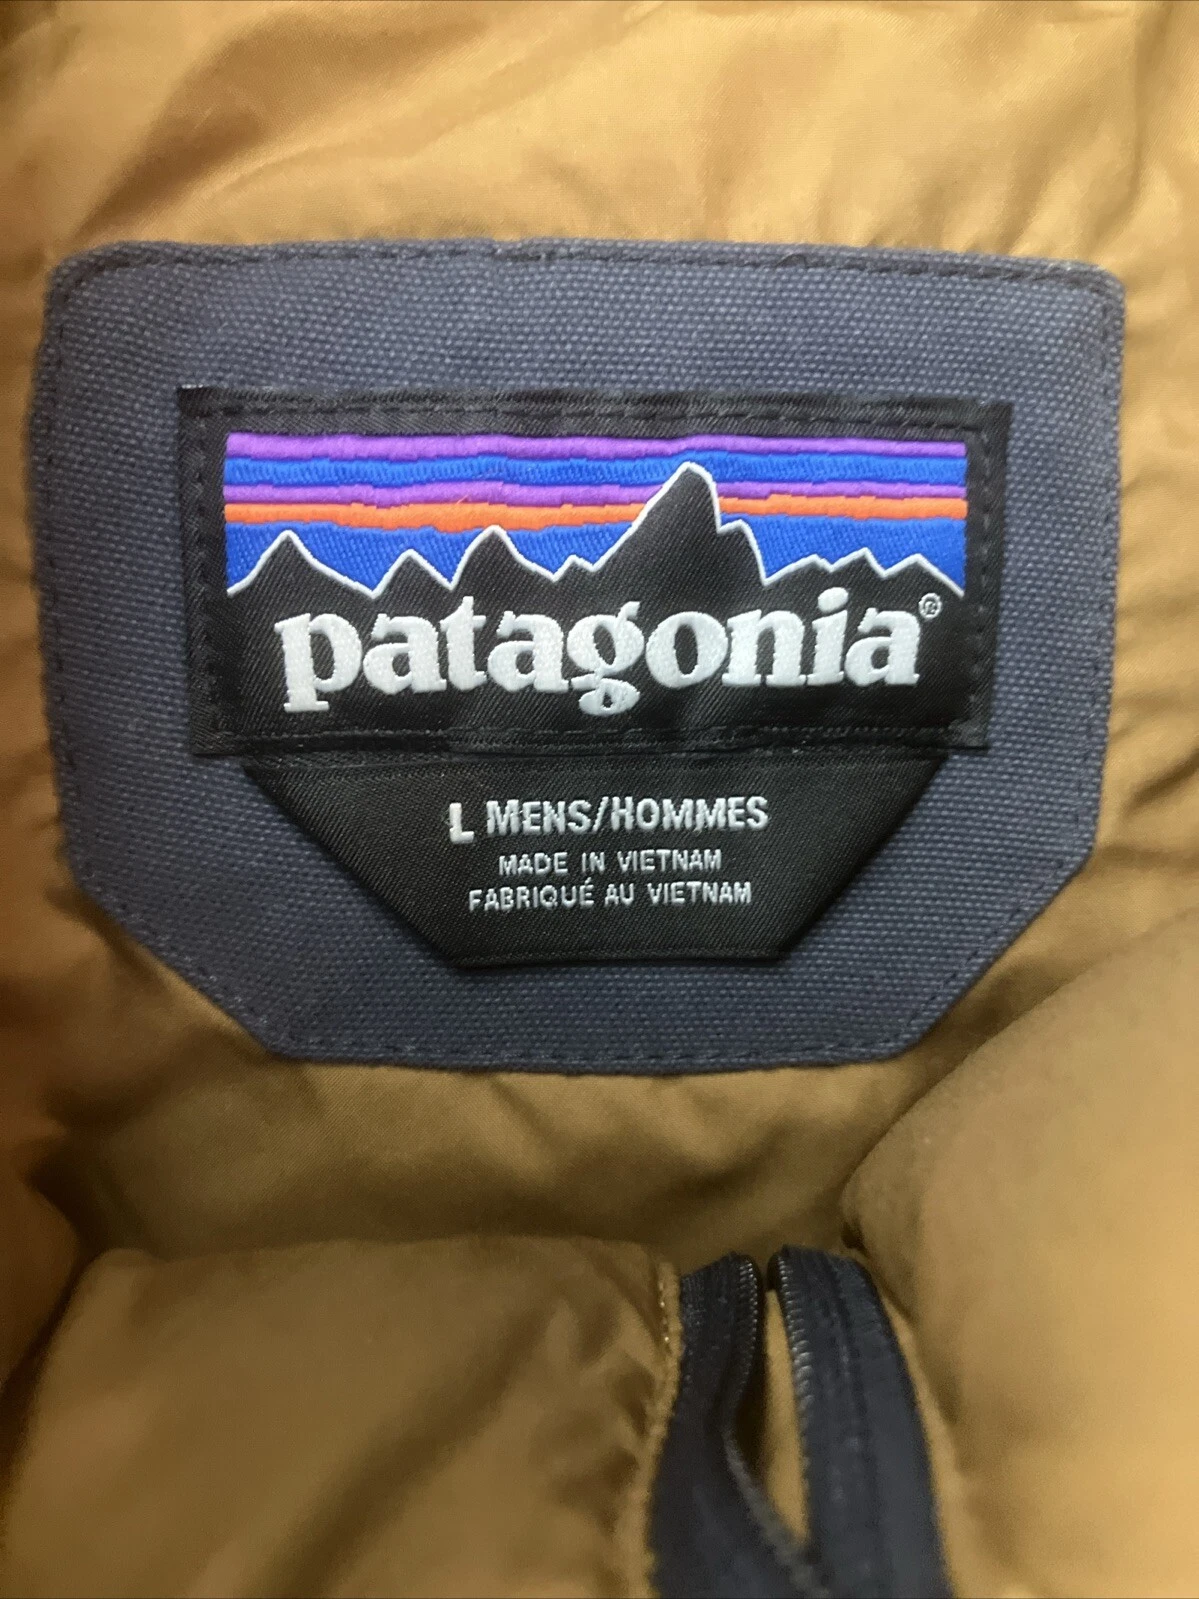 patagonia®
L MENS/HOMMES
MADE IN VIETNAM
FABRIQUÉ AU VIETNAM